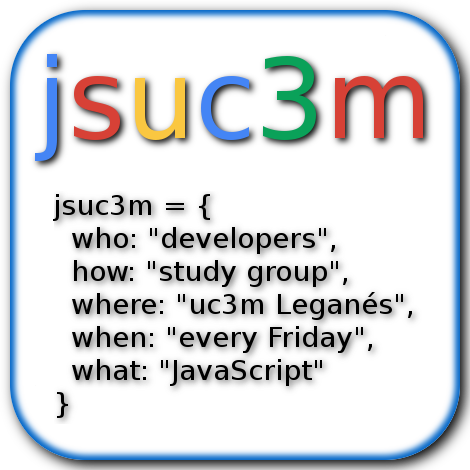 jsuc3m
jsuc3m = {
who: "developers",
how: "study group",
where: "uc3m Leganés",
when: "every Friday",
what: "JavaScript"
}